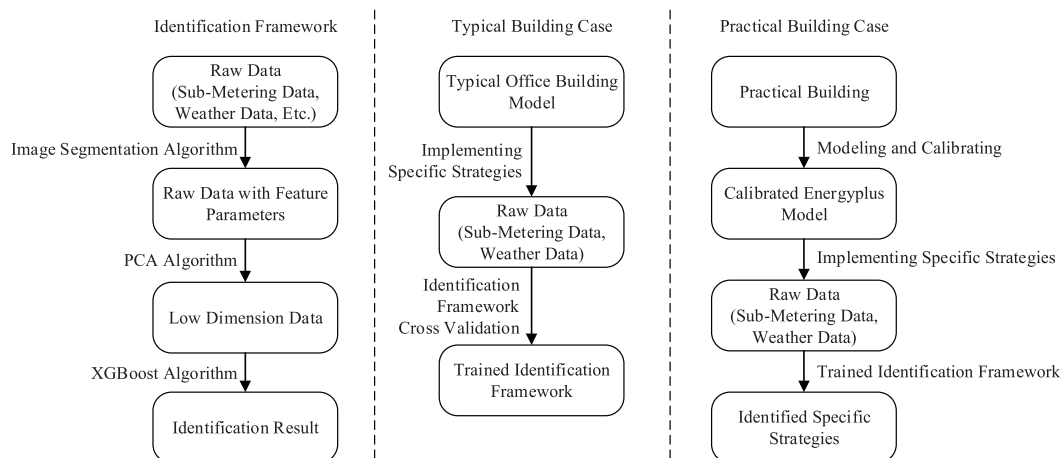 Identification Framework
Raw Data
(Sub-Metering Data,
Weather Data, Etc.)
Image Segmentation Algorithm
Raw Data with Feature
Parameters
PCA Algorithm
Low Dimension Data
XGBoost Algorithm
Identification Result
Typical Building Case
Typical Office Building
Model
Implementing
Specific Strategies
Raw Data
(Sub-Metering Data,
Weather Data)
Identification
Framework
Cross Validation
Trained Identification
Framework
Practical Building Case
Practical Building
Modeling and Calibrating
Calibrated Energyplus
Model
Implementing Specific Strategies
Raw Data
(Sub-Metering Data,
Weather Data)
Trained Identification Framework
Identified Specific
Strategies